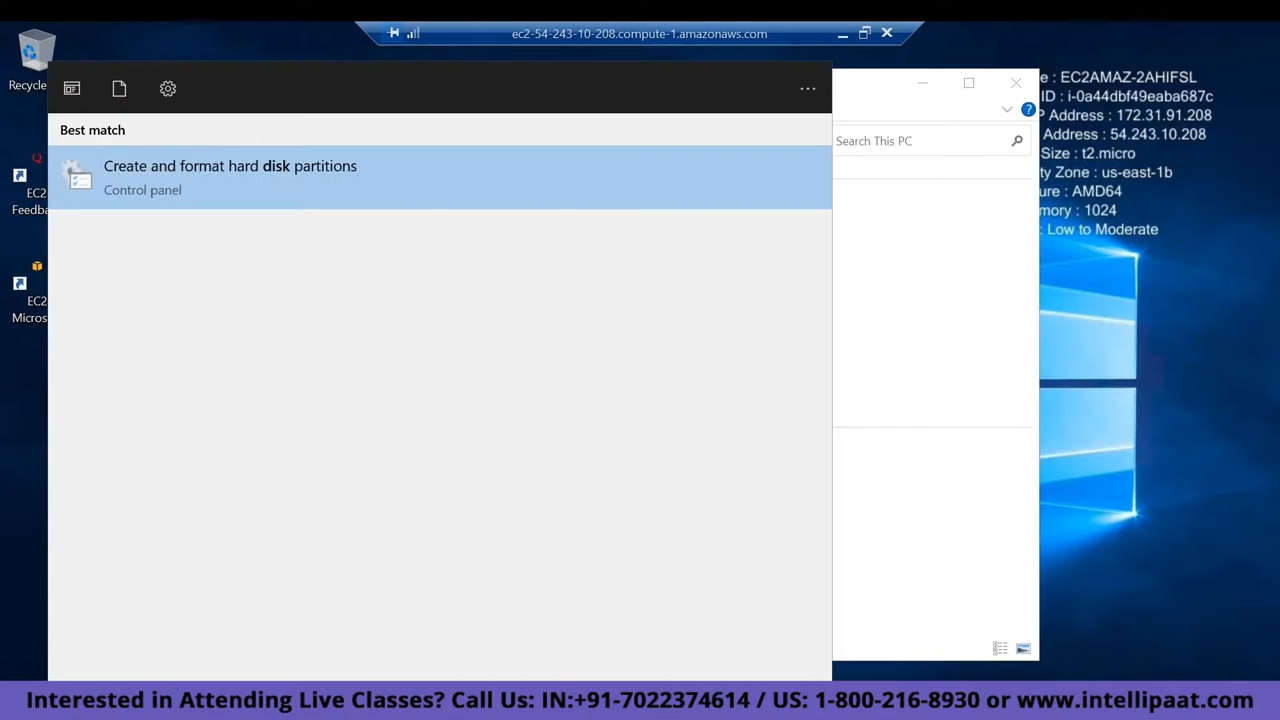 ec2-54-243-10-208.compute-1.amazonaws.com
Recycle
Best match
Create and format hard disk partitions
Control panel
Search This PC
EC2
Feedba
EC2
Micros
e : EC2AMAZ-2AHIFSL
ID : i-0a44dbf49eaba687c
P Address : 172.31.91.208
Address : 54.243.10.208
Size : t2.micro
ty Zone : us-east-1b
ure : AMD64
mory : 1024
: Low to Moderate
Interested in Attending Live Classes? Call Us: IN:+91-7022374614 / US: 1-800-216-8930 or www.intellipaat.com